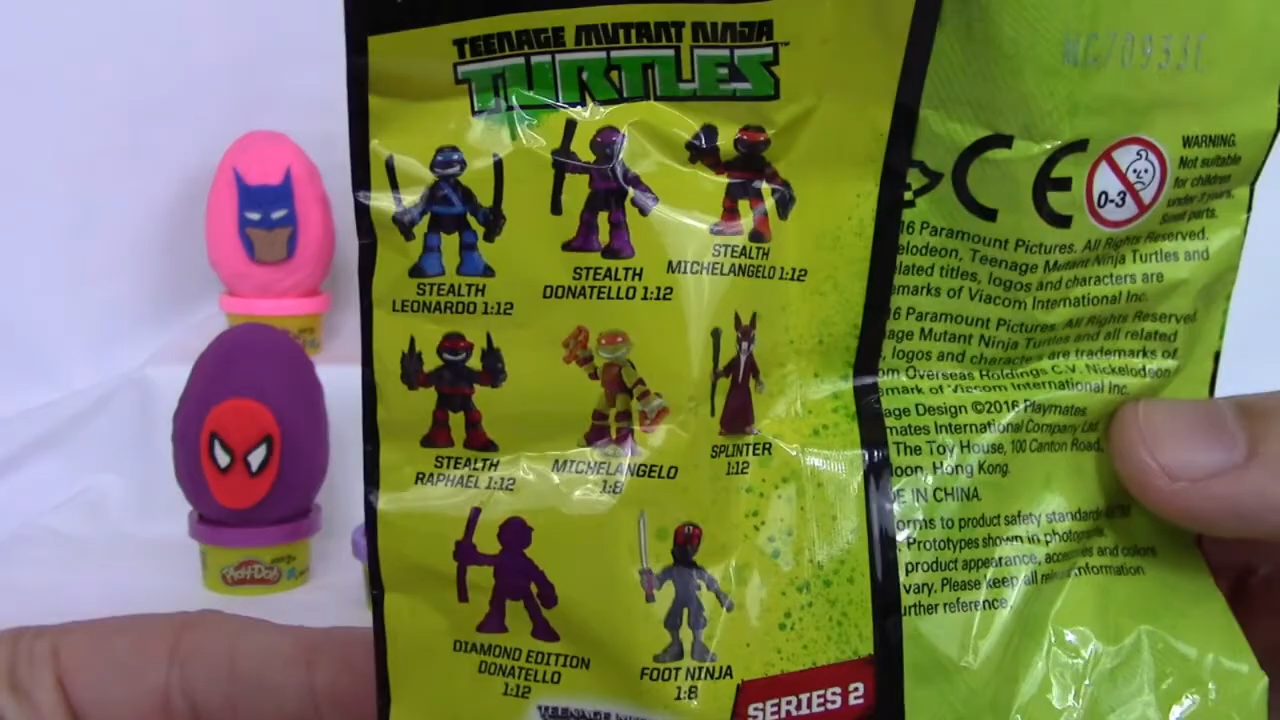 TEENAGE MUTANT NINJA
TURTLES
STEALTH
LEONARDO 1:12
STEALTH
DONATELLO 1:12
STEALTH
MICHELANGELO 1:12
STEALTH
RAPHAEL 1:12
MICHELANGELO
1:8
SPLINTER
1:12
DIAMOND EDITION
DONATELLO
1:12
FOOT NINJA
1:8
SERIES 2
TEENAGE
CE
0-3
WARNING.
Not suitable
for children
under 3 years.
Small parts.
16 Paramount Pictures. All Rights Reserved.
elodeon, Teenage Mutant Ninja Turtles and
elated titles, logos and characters are
emarks of Viacom International Inc.
16 Paramount Pictures. All Rights Reserved.
age Mutant Ninja Turtles and all related
, logos and characters are trademarks of
om Overseas Holdings C.V. Nickelodeon
mark of Viacom International Inc.
age Design ©2016 Playmates
mates International Company Ltd.
The Toy House, 100 Canton Road,
loon, Hong Kong.
DE IN CHINA.
orms to product safety standards
. Prototypes shown in photographs,
product appearance, accessories and colors
vary. Please keep all information
urther reference.
Play-Doh